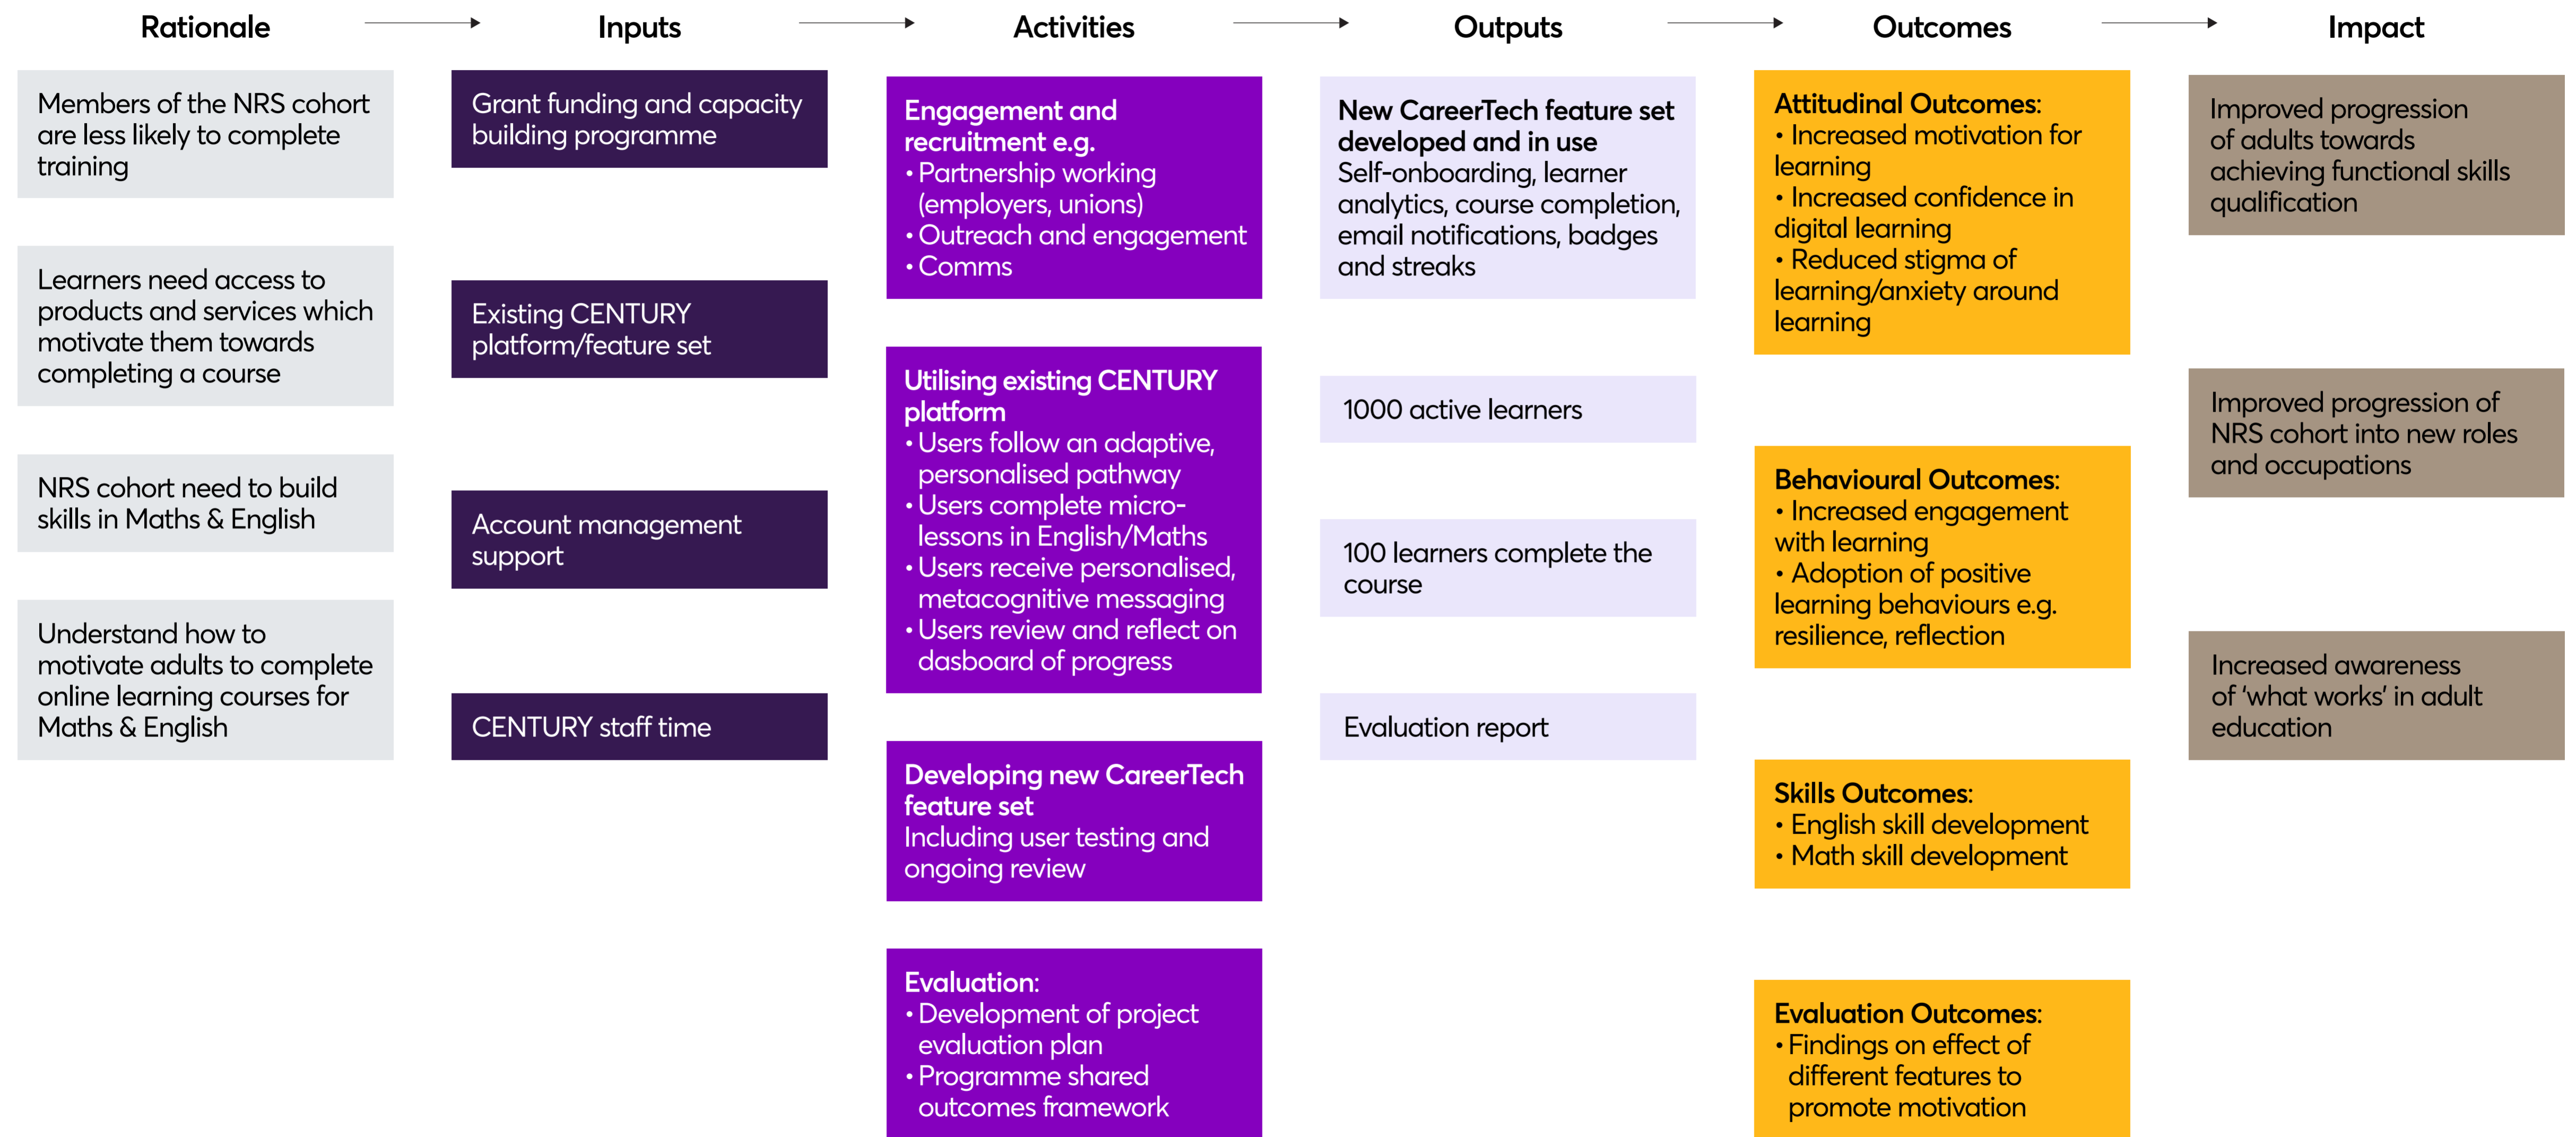 Rationale
Inputs
Activities
Outputs
Outcomes
Impact
Members of the NRS cohort
are less likely to complete
training
Learners need access to
products and services which
motivate them towards
completing a course
NRS cohort need to build
skills in Maths & English
Understand how to
motivate adults to complete
online learning courses for
Maths & English
Grant funding and capacity
building programme
Existing CENTURY
platform/feature set
Account management
support
CENTURY staff time
Engagement and
recruitment e.g.
• Partnership working
(employers, unions)
• Outreach and engagement
• Comms
Utilising existing CENTURY
platform
• Users follow an adaptive,
personalised pathway
• Users complete micro-
lessons in English/Maths
• Users receive personalised,
metacognitive messaging
• Users review and reflect on
dasboard of progress
Developing new CareerTech
feature set
Including user testing and
ongoing review
Evaluation:
• Development of project
evaluation plan
• Programme shared
outcomes framework
New CareerTech feature set
developed and in use
Self-onboarding, learner
analytics, course completion,
email notifications, badges
and streaks
1000 active learners
100 learners complete the
course
Evaluation report
Attitudinal Outcomes:
• Increased motivation for
learning
• Increased confidence in
digital learning
• Reduced stigma of
learning/anxiety around
learning
Behavioural Outcomes:
• Increased engagement
with learning
• Adoption of positive
learning behaviours e.g.
resilience, reflection
Skills Outcomes:
• English skill development
• Math skill development
Evaluation Outcomes:
• Findings on effect of
different features to
promote motivation
Improved progression
of adults towards
achieving functional skills
qualification
Improved progression of
NRS cohort into new roles
and occupations
Increased awareness
of ‘what works’ in adult
education